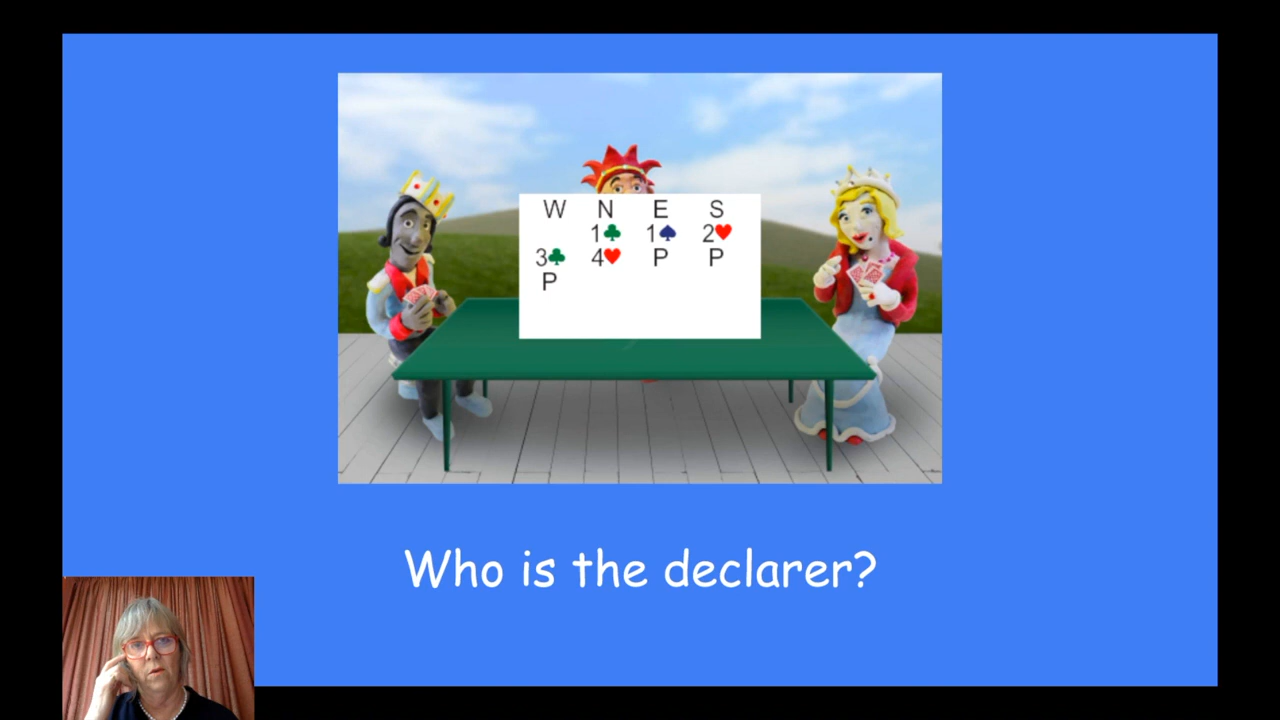 W N E S
1♣ 1♠ 2♥
3♣ 4♥ P P
P
Who is the declarer?